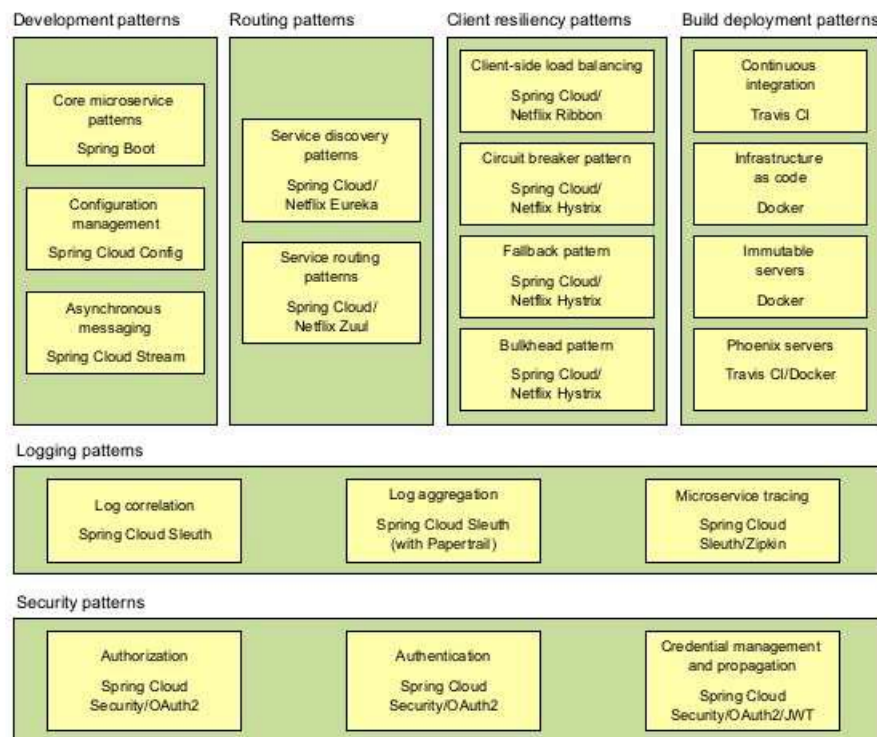 Development patterns
Core microservice
patterns
Spring Boot
Configuration
management
Spring Cloud Config
Asynchronous
messaging
Spring Cloud Stream
Routing patterns
Service discovery
patterns
Spring Cloud/
Netflix Eureka
Service routing
patterns
Spring Cloud/
Netflix Zuul
Client resiliency patterns
Client-side load balancing
Spring Cloud/
Netflix Ribbon
Circuit breaker pattern
Spring Cloud/
Netflix Hystrix
Fallback pattern
Spring Cloud/
Netflix Hystrix
Bulkhead pattern
Spring Cloud/
Netflix Hystrix
Build deployment patterns
Continuous
integration
Travis CI
Infrastructure
as code
Docker
Immutable
servers
Docker
Phoenix servers
Travis CI/Docker
Logging patterns
Log correlation
Spring Cloud Sleuth
Log aggregation
Spring Cloud Sleuth
(with Papertrail)
Microservice tracing
Spring Cloud
Sleuth/Zipkin
Security patterns
Authorization
Spring Cloud
Security/OAuth2
Authentication
Spring Cloud
Security/OAuth2
Credential management
and propagation
Spring Cloud
Security/OAuth2/JWT